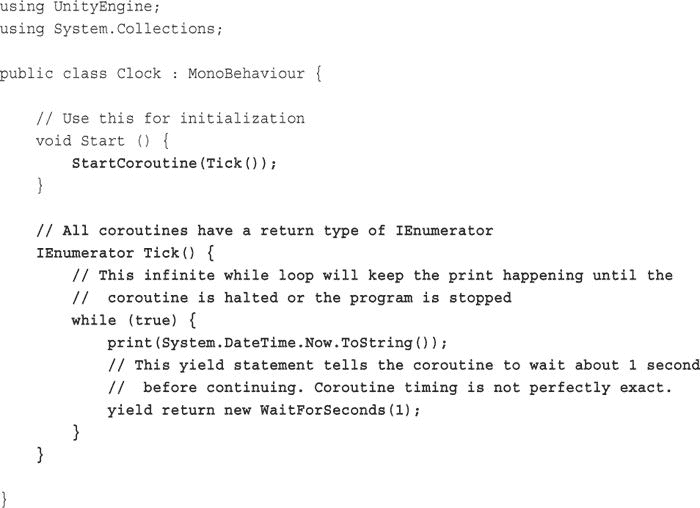 using UnityEngine;
using System.Collections;

public class Clock : MonoBehaviour {

    // Use this for initialization
    void Start () {
        StartCoroutine(Tick());
    }

    // All coroutines have a return type of IEnumerator
    IEnumerator Tick() {
        // This infinite while loop will keep the print happening until the
        //  coroutine is halted or the program is stopped
        while (true) {
            print(System.DateTime.Now.ToString());
            // This yield statement tells the coroutine to wait about 1 second
            //  before continuing. Coroutine timing is not perfectly exact.
            yield return new WaitForSeconds(1);
        }
    }

}